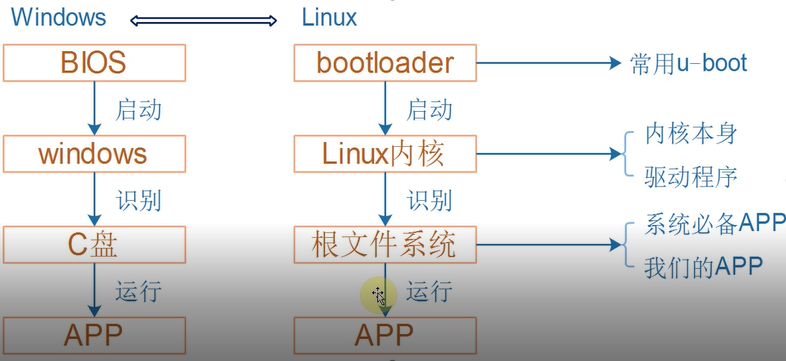 Windows Linux
BIOS bootloader 常用u-boot
启动 启动
windows Linux内核 内核本身
驱动程序
识别 识别
C盘 根文件系统 系统必备APP
我们的APP
运行 运行
APP APP